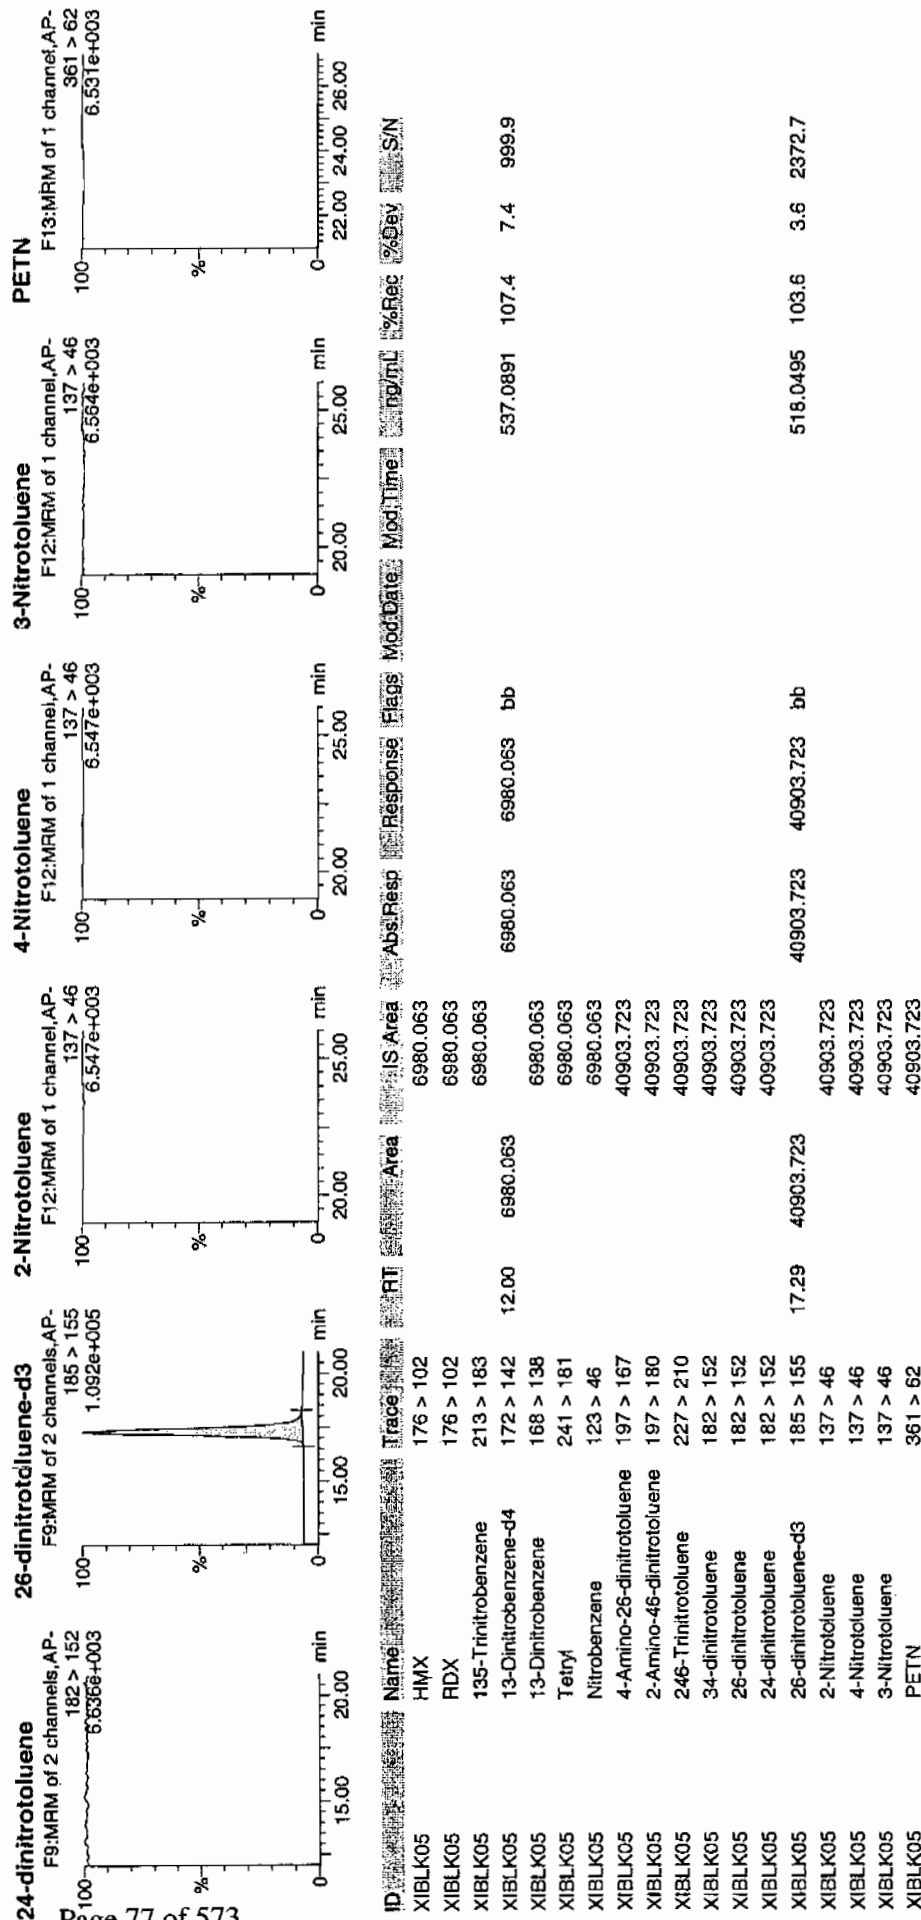 24-dinitrotoluene
F9:MRM of 2 channels,AP-
182 > 152
6.636e+003
100
%
0
15.00 20.00 min
26-dinitrotoluene-d3
F9:MRM of 2 channels,AP-
185 > 155
1.092e+005
100
%
0
15.00 20.00 min
2-Nitrotoluene
F12:MRM of 1 channel,AP-
137 > 46
6.547e+003
100
%
0
20.00 25.00 min
4-Nitrotoluene
F12:MRM of 1 channel,AP-
137 > 46
6.547e+003
100
%
0
20.00 25.00 min
3-Nitrotoluene
F12:MRM of 1 channel,AP-
137 > 46
6.564e+003
100
%
0
20.00 25.00 min
PETN
F13:MRM of 1 channel,AP-
361 > 62
6.531e+003
100
%
0
22.00 24.00 26.00 min
ID Name Trace RT Area IS Area Abs.Resp Response Flags Mod.Date Mod.Time ng/mL %Rec %Dev S/N
XIBLK05 HMX 176 > 102 6980.063
XIBLK05 RDX 176 > 102 6980.063
XIBLK05 135-Trinitrobenzene 213 > 183 6980.063
XIBLK05 13-Dinitrobenzene-d4 172 > 142 12.00 6980.063 6980.063 6980.063 bb 537.0891 107.4 7.4 999.9
XIBLK05 13-Dinitrobenzene 168 > 138 6980.063
XIBLK05 Tetryl 241 > 181 6980.063
XIBLK05 Nitrobenzene 123 > 46 6980.063
XIBLK05 4-Amino-26-dinitrotoluene 197 > 167 40903.723
XIBLK05 2-Amino-46-dinitrotoluene 197 > 180 40903.723
XIBLK05 246-Trinitrotoluene 227 > 210 40903.723
XIBLK05 34-dinitrotoluene 182 > 152 40903.723
XIBLK05 26-dinitrotoluene 182 > 152 40903.723
XIBLK05 24-dinitrotoluene 182 > 152 40903.723
XIBLK05 26-dinitrotoluene-d3 185 > 155 17.29 40903.723 40903.723 40903.723 bb 518.0495 103.6 3.6 2372.7
XIBLK05 2-Nitrotoluene 137 > 46 40903.723
XIBLK05 4-Nitrotoluene 137 > 46 40903.723
XIBLK05 3-Nitrotoluene 137 > 46 40903.723
XIBLK05 PETN 361 > 62 40903.723
Page 77 of 573